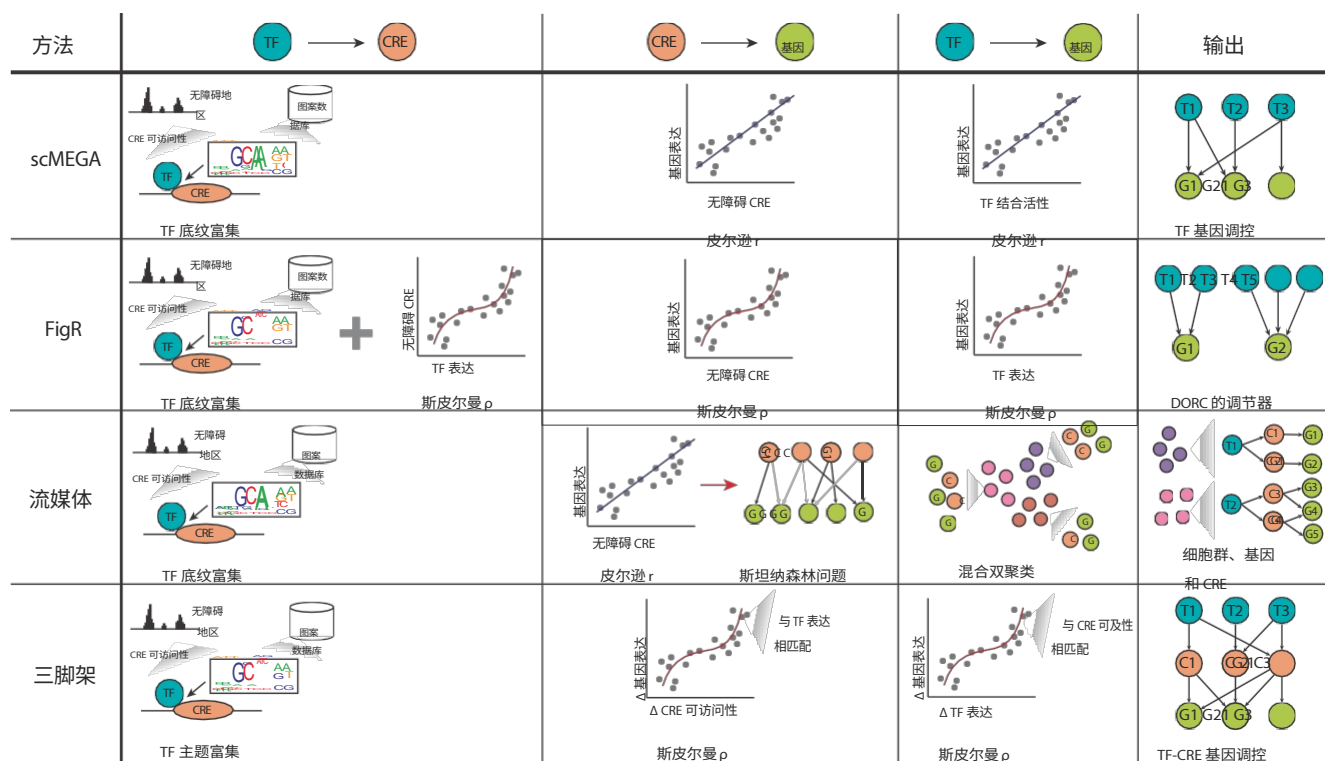 方法
TF
CRE
CRE
基因
TF
基因
输出
scMEGA
无障碍地
区
图案数
据库
CRE 可访问性
TF
CRE
TF 底纹富集
基因表达
无障碍 CRE
皮尔逊 r
基因表达
TF 结合活性
皮尔逊 r
T1 T2 T3
G1 G21 G3
TF 基因调控
FigR
无障碍地
区
图案数
据库
CRE 可访问性
TF
CRE
TF 底纹富集
无障碍 CRE
TF 表达
斯皮尔曼 ρ
基因表达
无障碍 CRE
斯皮尔曼 ρ
基因表达
TF 表达
斯皮尔曼 ρ
T1 T2 T3 T4 T5
G1 G2
DORC 的调节器
流媒体
无障碍
地区
图案
数据库
CRE 可访问性
TF
CRE
TF 底纹富集
基因表达
无障碍 CRE
皮尔逊 r
G G G G G
斯坦纳森林问题
G C G
G C
G
C G
G C
G
C G
G
混合双聚类
T1 C1 G1
G2
T2 C3 G3
G4
G5
细胞群、基因
和 CRE
三脚架
无障碍
地区
图案
数据库
CRE 可访问性
TF
CRE
TF 主题富集
Δ 基因表达
与 TF 表达
相匹配
Δ CRE 可访问性
斯皮尔曼 ρ
Δ 基因表达
与 CRE 可及性
相匹配
Δ TF 表达
斯皮尔曼 ρ
T1 T2 T3
C1 C3
G1 G21 G3
TF-CRE 基因调控